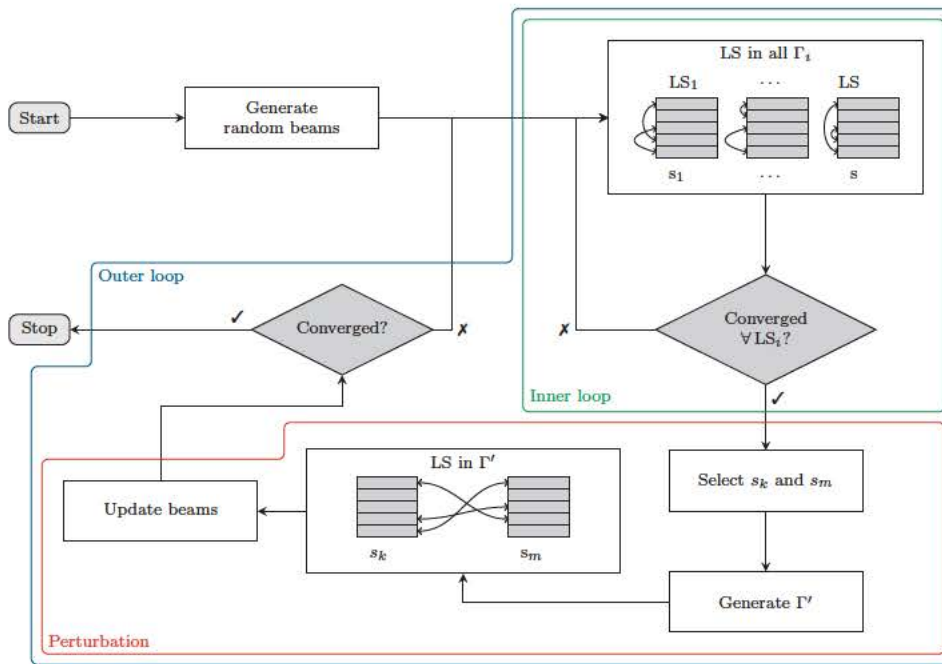 LS in all Γᵢ
LS₁ · · · LS
Start
Generate
random beams
s₁ · · · s
Outer loop
Stop
✓
Converged?
✗
✗
Converged
∀ LSᵢ?
Inner loop
✓
LS in Γ′
Select sₖ and sₘ
Update beams
sₖ sₘ
Generate Γ′
Perturbation